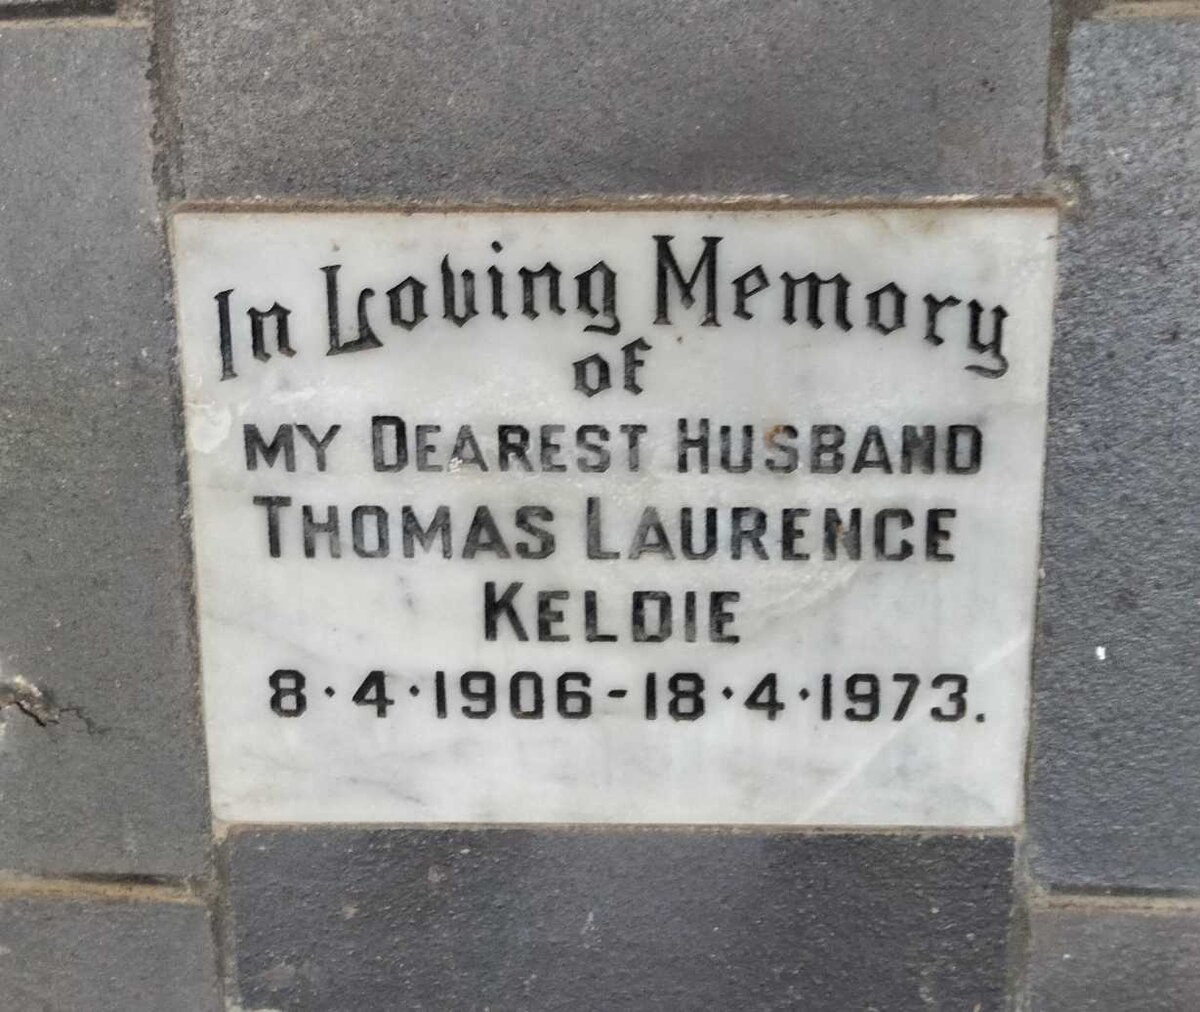 In Loving Memory
of
MY DEAREST HUSBAND
THOMAS LAURENCE
KELDIE
8·4·1906-18·4·1973.